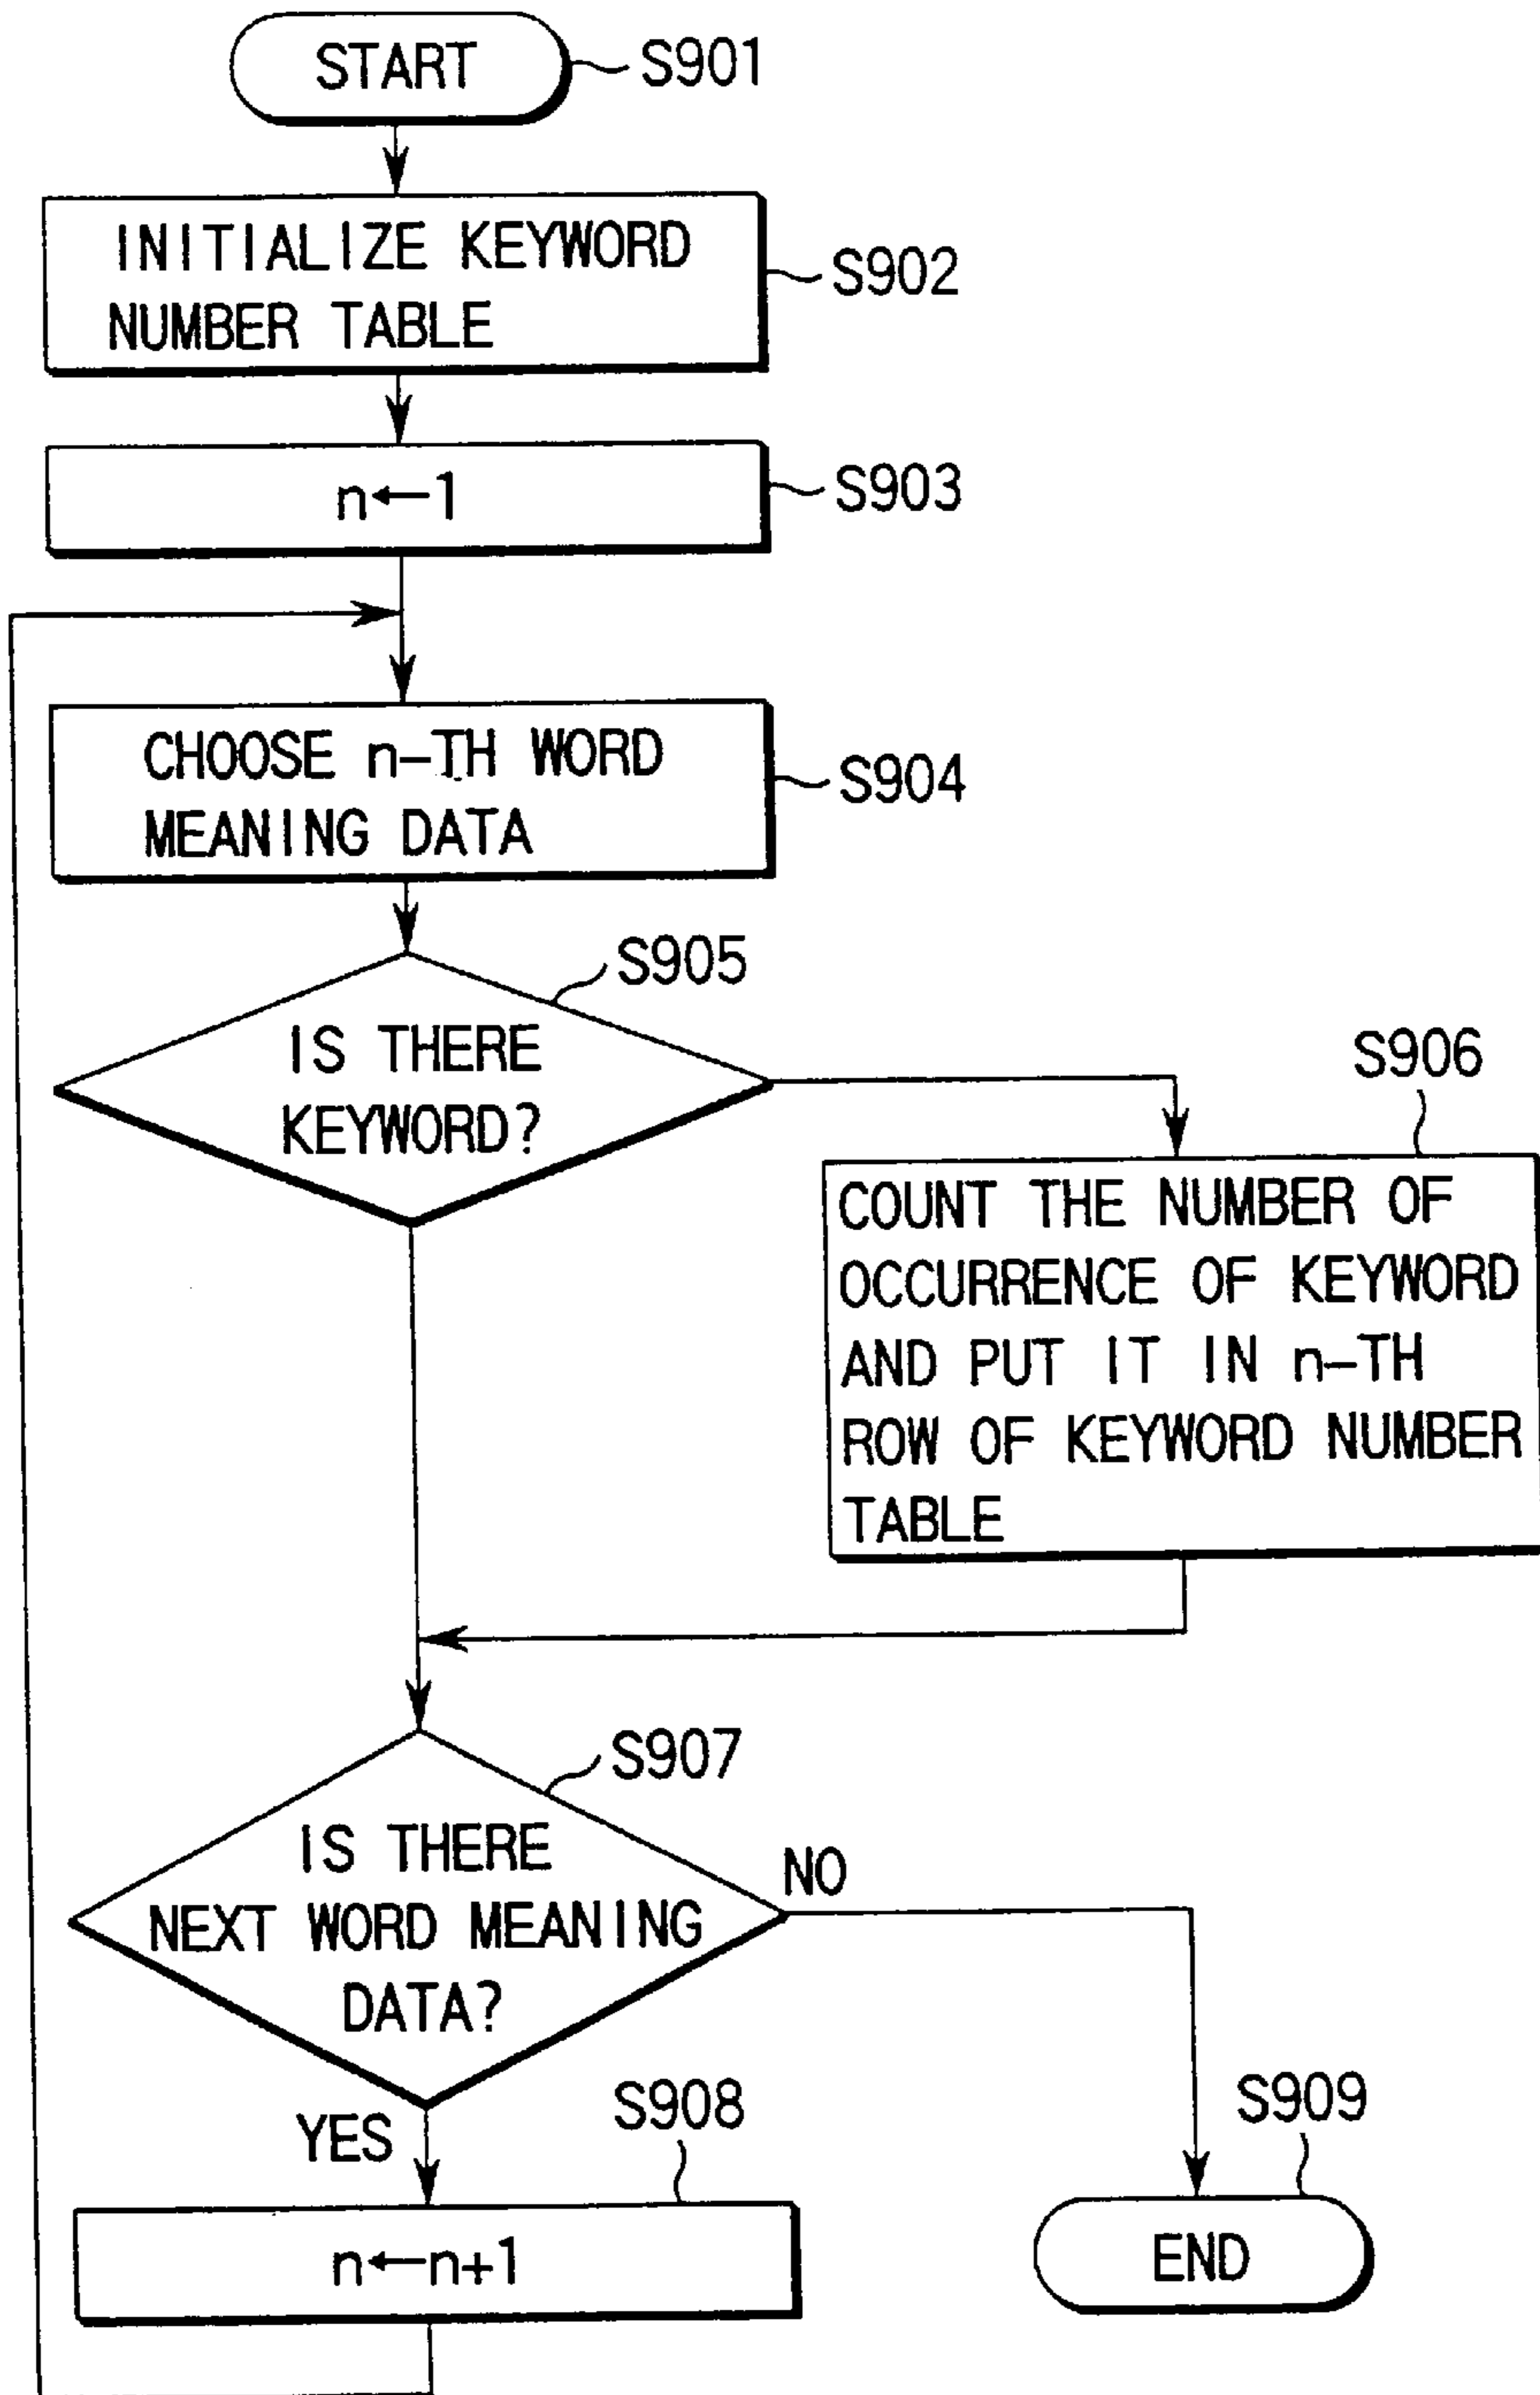 START
S901
INITIALIZE KEYWORD
NUMBER TABLE
S902
n←1
S903
CHOOSE n-TH WORD
MEANING DATA
S904
S905
IS THERE
KEYWORD?
S906
COUNT THE NUMBER OF
OCCURRENCE OF KEYWORD
AND PUT IT IN n-TH
ROW OF KEYWORD NUMBER
TABLE
S907
IS THERE
NEXT WORD MEANING
DATA?
NO
YES
S908
n←n+1
S909
END